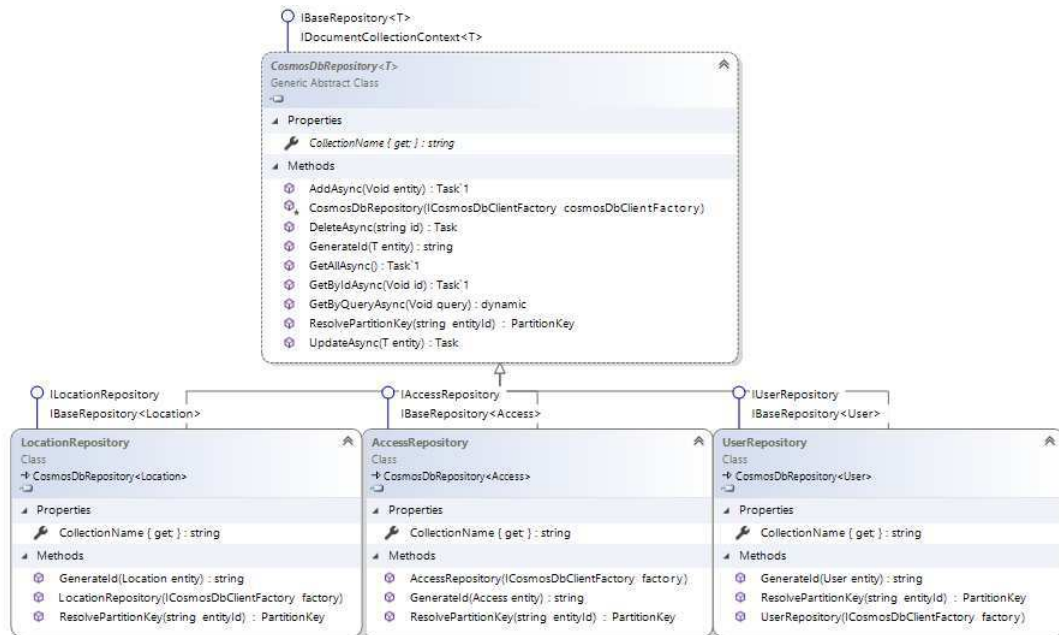 IBaseRepository<T>
IDocumentCollectionContext<T>
CosmosDbRepository<T>
Generic Abstract Class
Properties
CollectionName { get; } : string
Methods
AddAsync(Void entity) : Task`1
CosmosDbRepository(ICosmosDbClientFactory cosmosDbClientFactory)
DeleteAsync(string id) : Task
GenerateId(T entity) : string
GetAllAsync() : Task`1
GetByIdAsync(Void id) : Task`1
GetByQueryAsync(Void query) : dynamic
ResolvePartitionKey(string entityId) : PartitionKey
UpdateAsync(T entity) : Task
ILocationRepository
IBaseRepository<Location>
LocationRepository
Class
CosmosDbRepository<Location>
Properties
CollectionName { get; } : string
Methods
GenerateId(Location entity) : string
LocationRepository(ICosmosDbClientFactory factory)
ResolvePartitionKey(string entityId) : PartitionKey
IAccessRepository
IBaseRepository<Access>
AccessRepository
Class
CosmosDbRepository<Access>
Properties
CollectionName { get; } : string
Methods
AccessRepository(ICosmosDbClientFactory factory)
GenerateId(Access entity) : string
ResolvePartitionKey(string entityId) : PartitionKey
IUserRepository
IBaseRepository<User>
UserRepository
Class
CosmosDbRepository<User>
Properties
CollectionName { get; } : string
Methods
GenerateId(User entity) : string
ResolvePartitionKey(string entityId) : PartitionKey
UserRepository(ICosmosDbClientFactory factory)